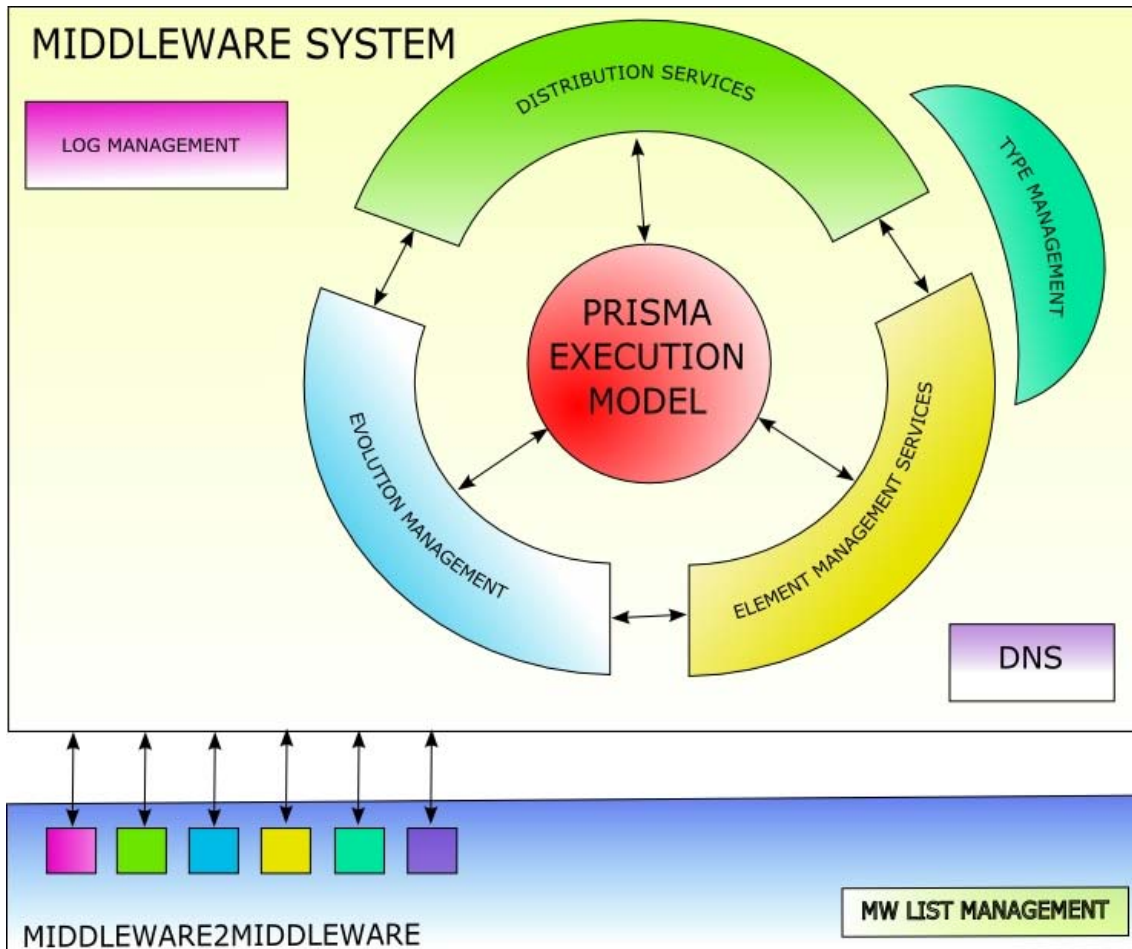 MIDDLEWARE SYSTEM
DISTRIBUTION SERVICES
LOG MANAGEMENT
TYPE MANAGEMENT
PRISMA
EXECUTION
MODEL
EVOLUTION MANAGEMENT
ELEMENT MANAGEMENT SERVICES
DNS
MW LIST MANAGEMENT
MIDDLEWARE2MIDDLEWARE